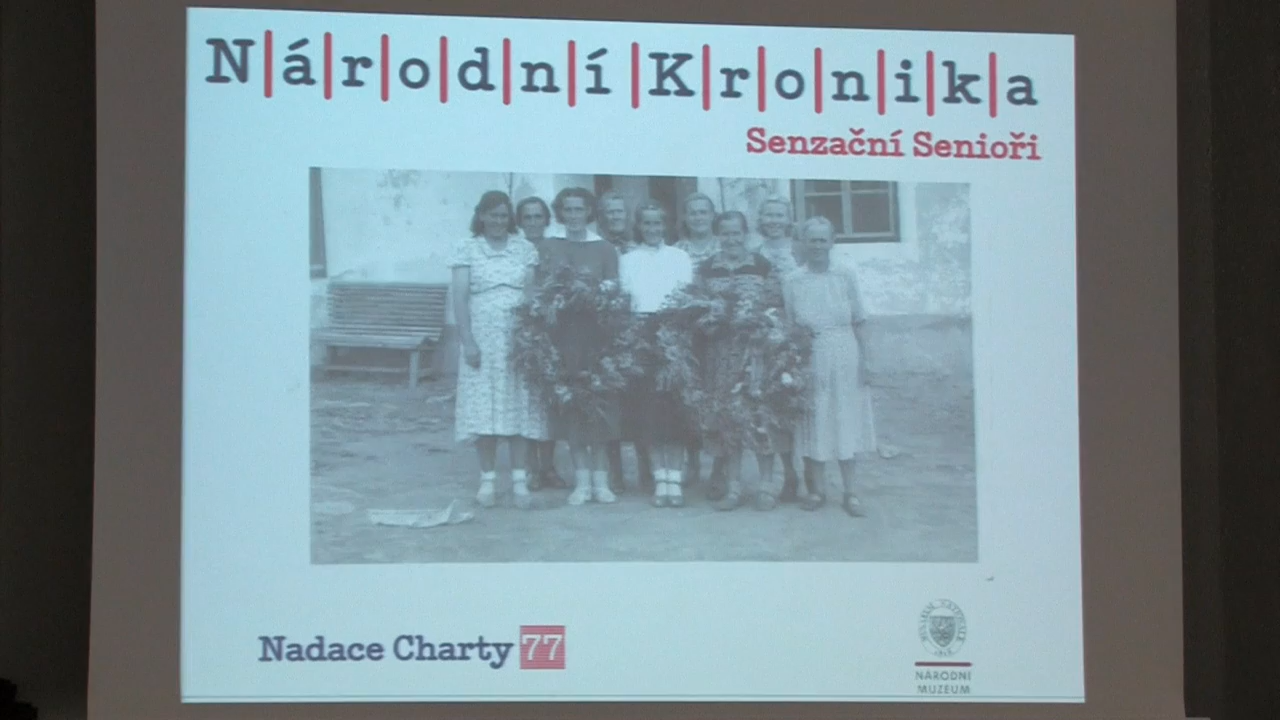 N|á|r|o|d|n|í |K|r|o|n|i|k|a
Senzační Senioři
Nadace Charty 77
NÁRODNÍ
MUZEUM